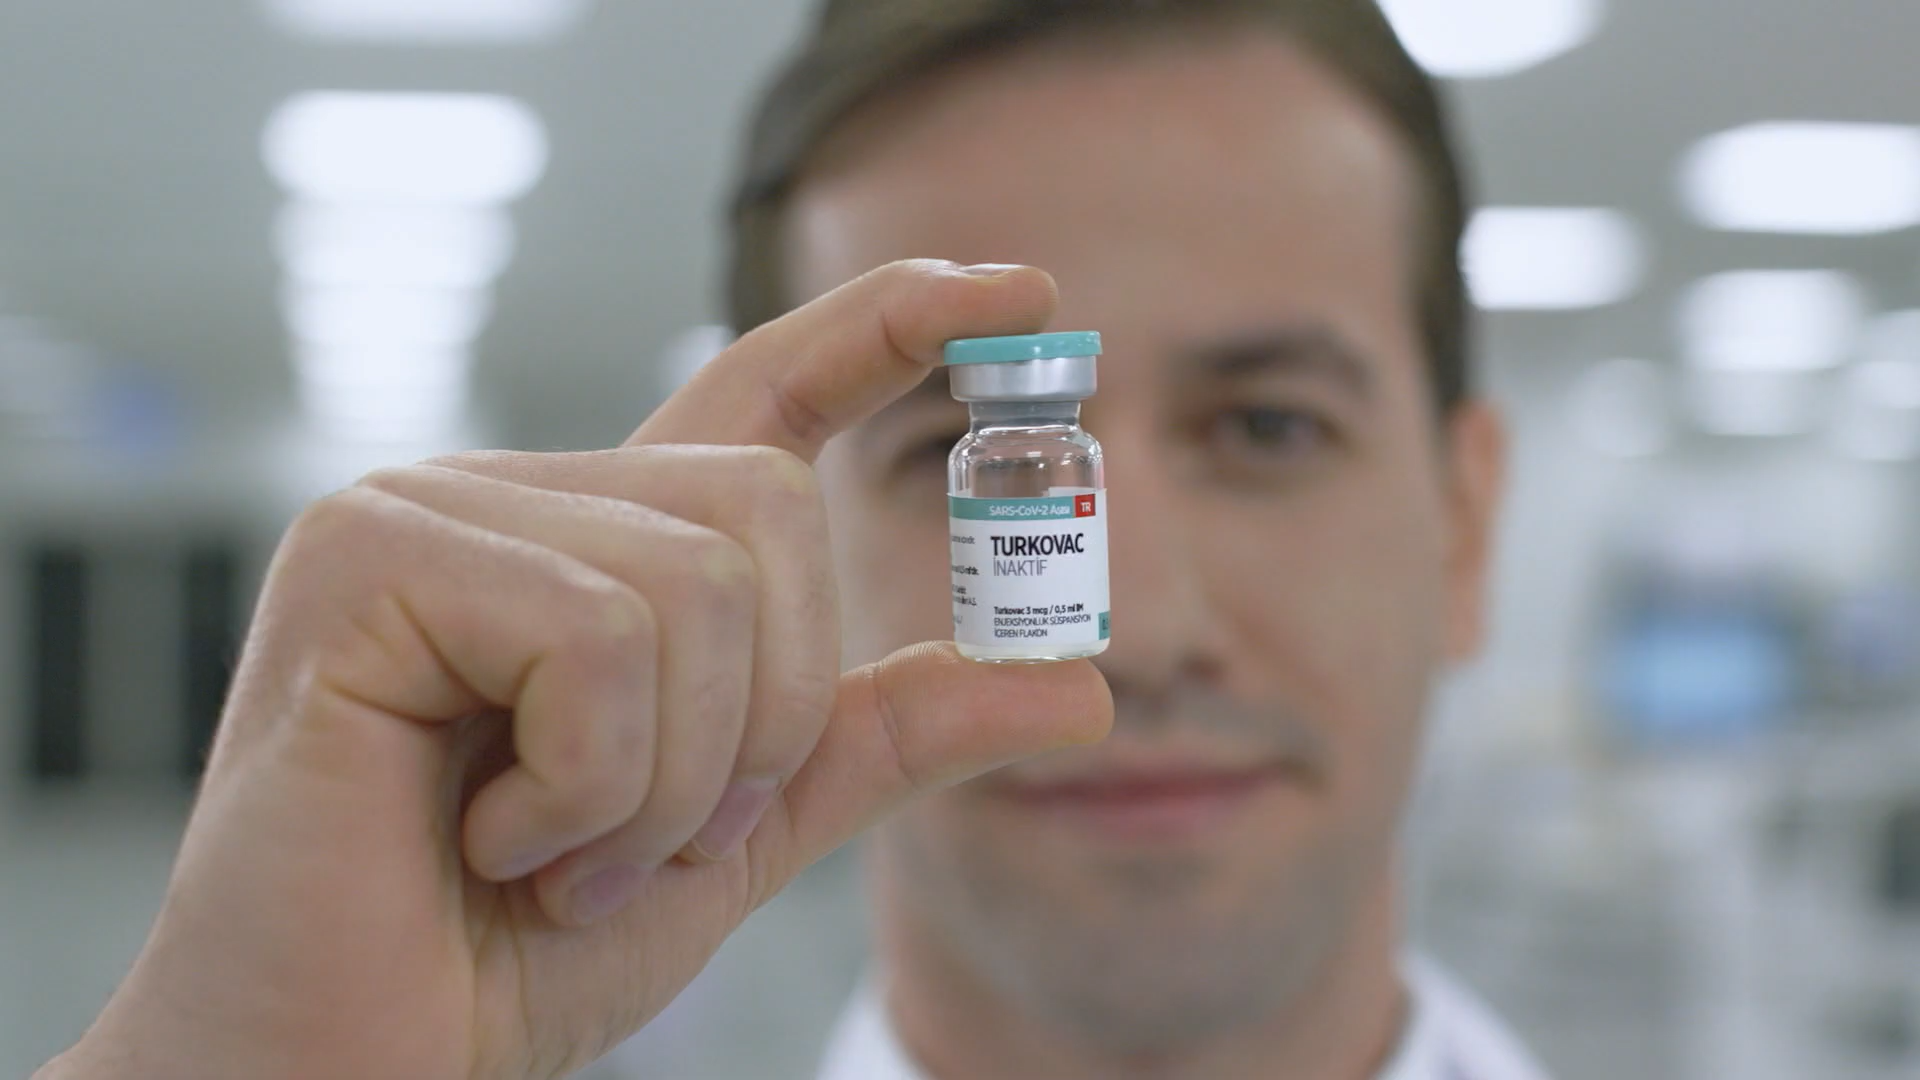 SARS-CoV-2 Aşısı TR
TURKOVAC
İNAKTİF
Turkovac 3 mcg / 0,5 ml IM
ENJEKSİYONLUK SÜSPANSİYON
İÇEREN FLAKON